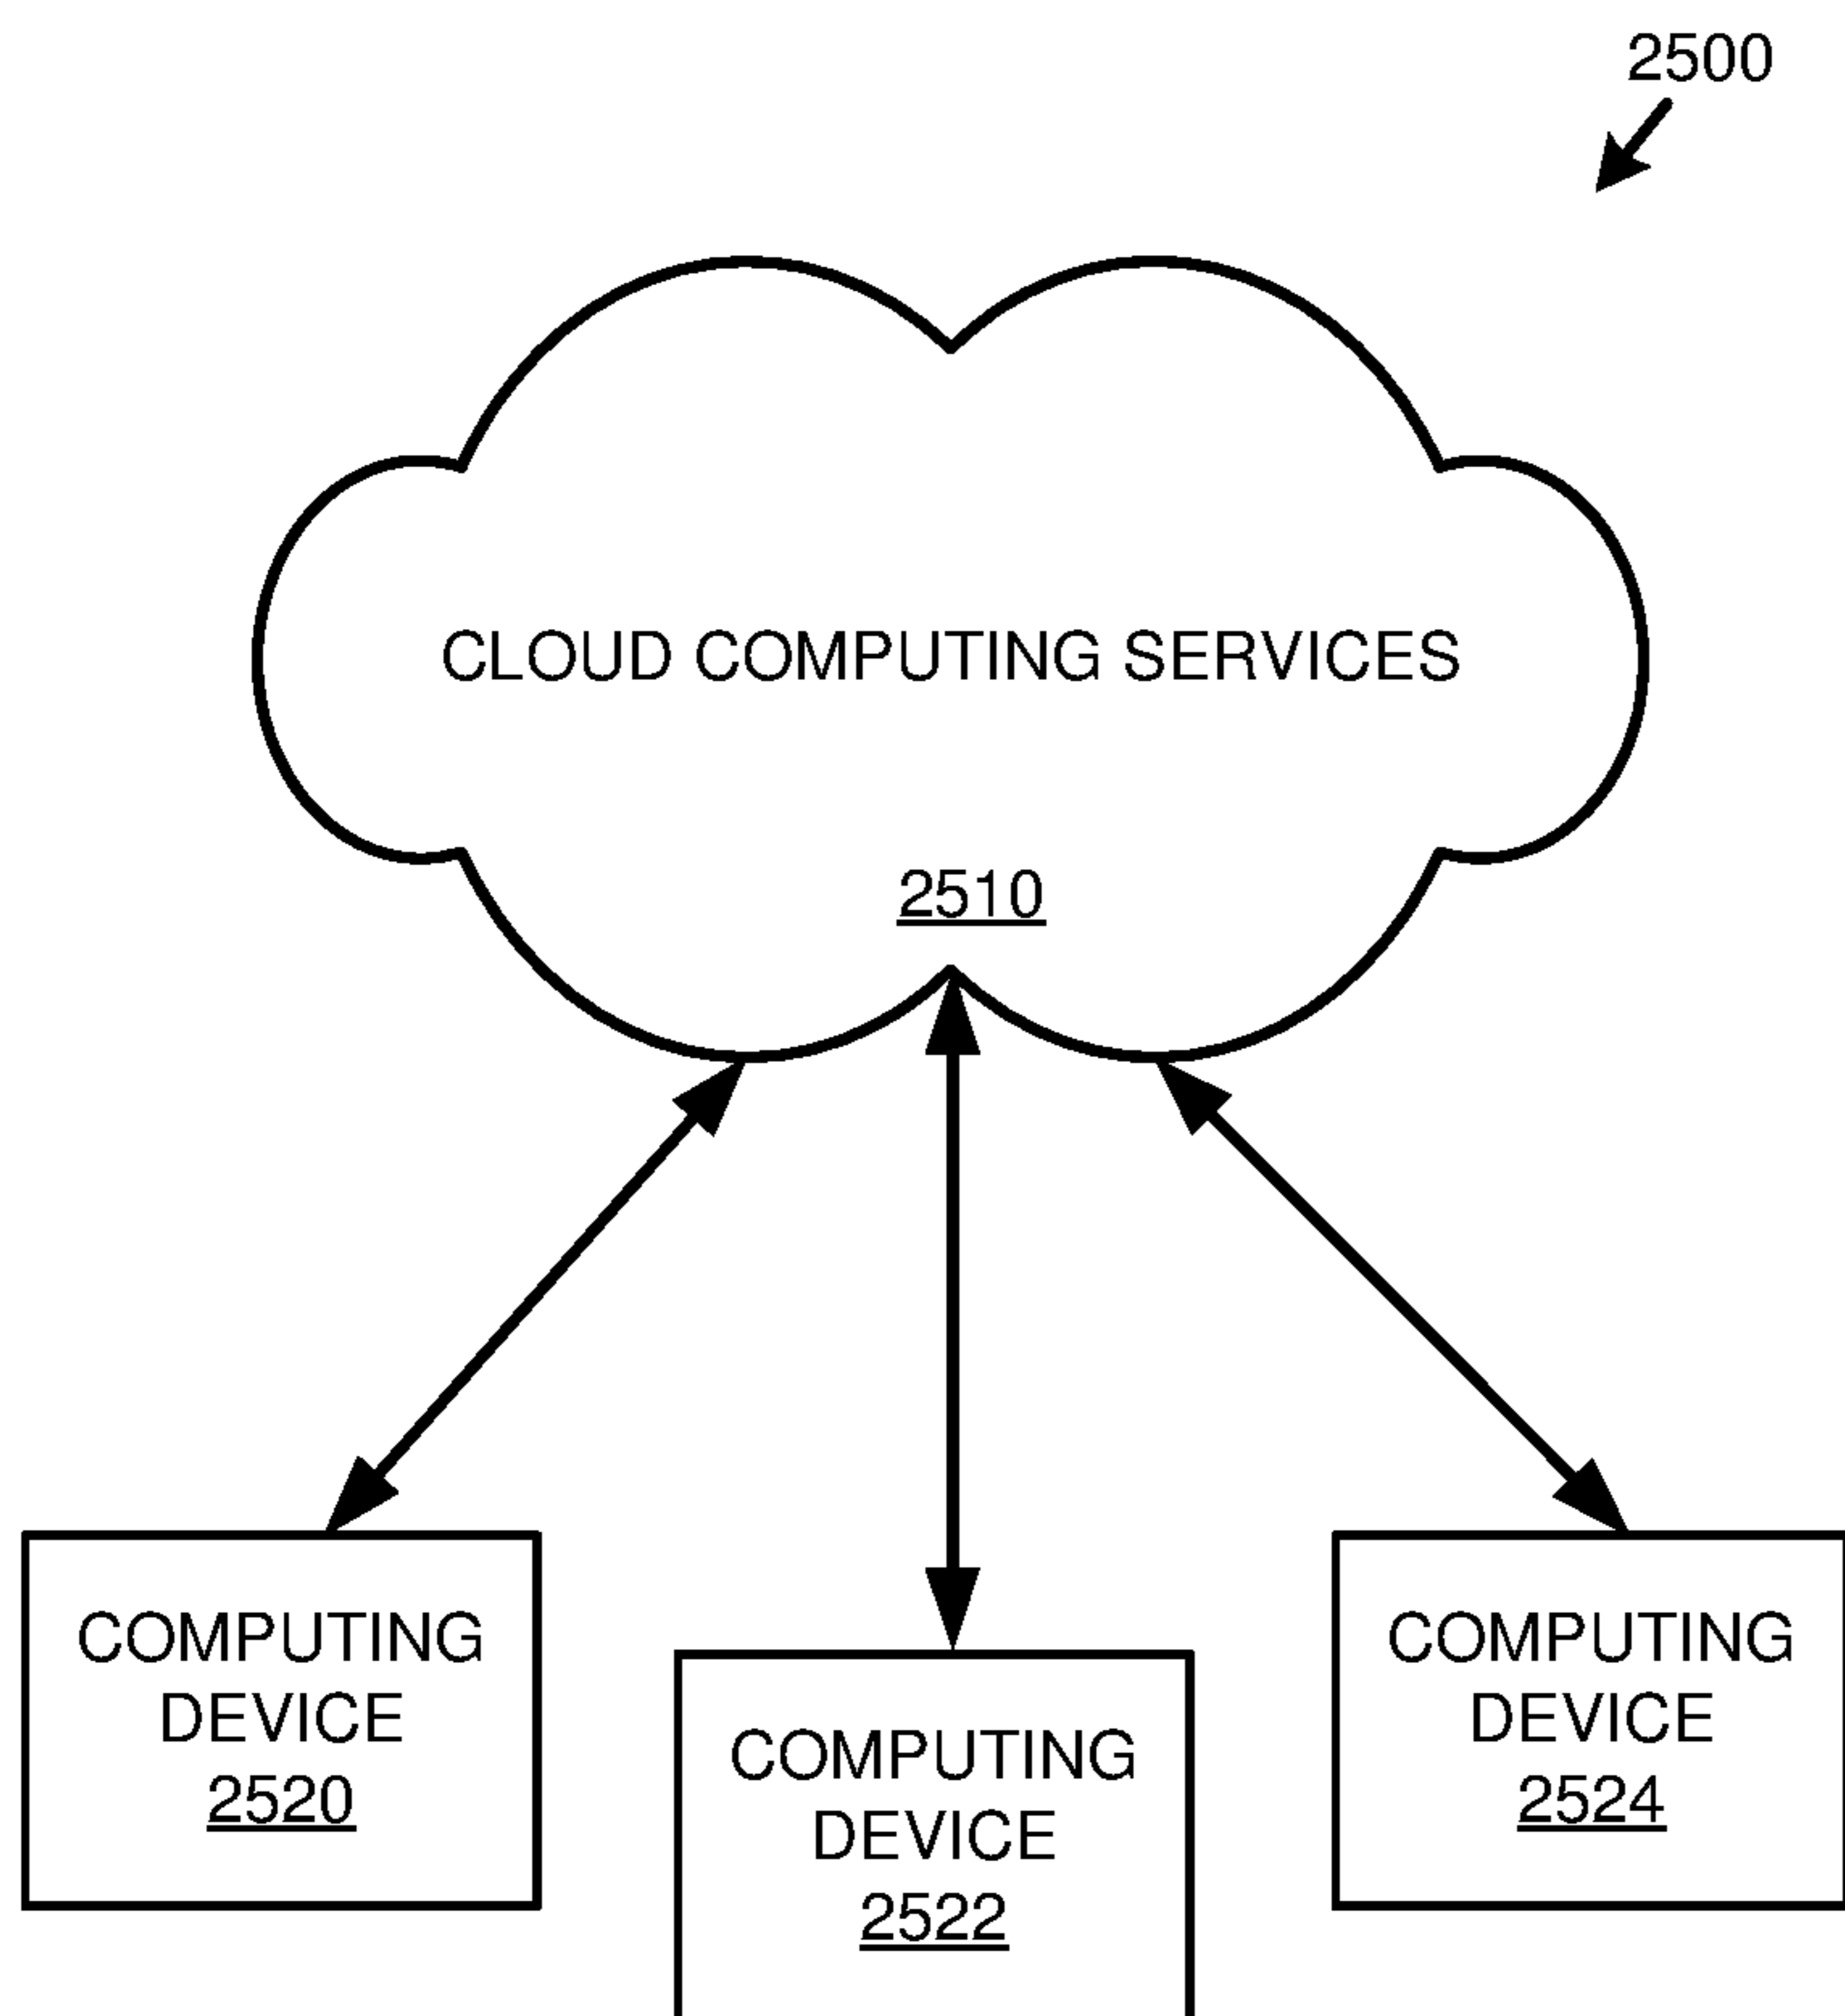 2500
CLOUD COMPUTING SERVICES
2510
COMPUTING
DEVICE
2520
COMPUTING
DEVICE
2522
COMPUTING
DEVICE
2524